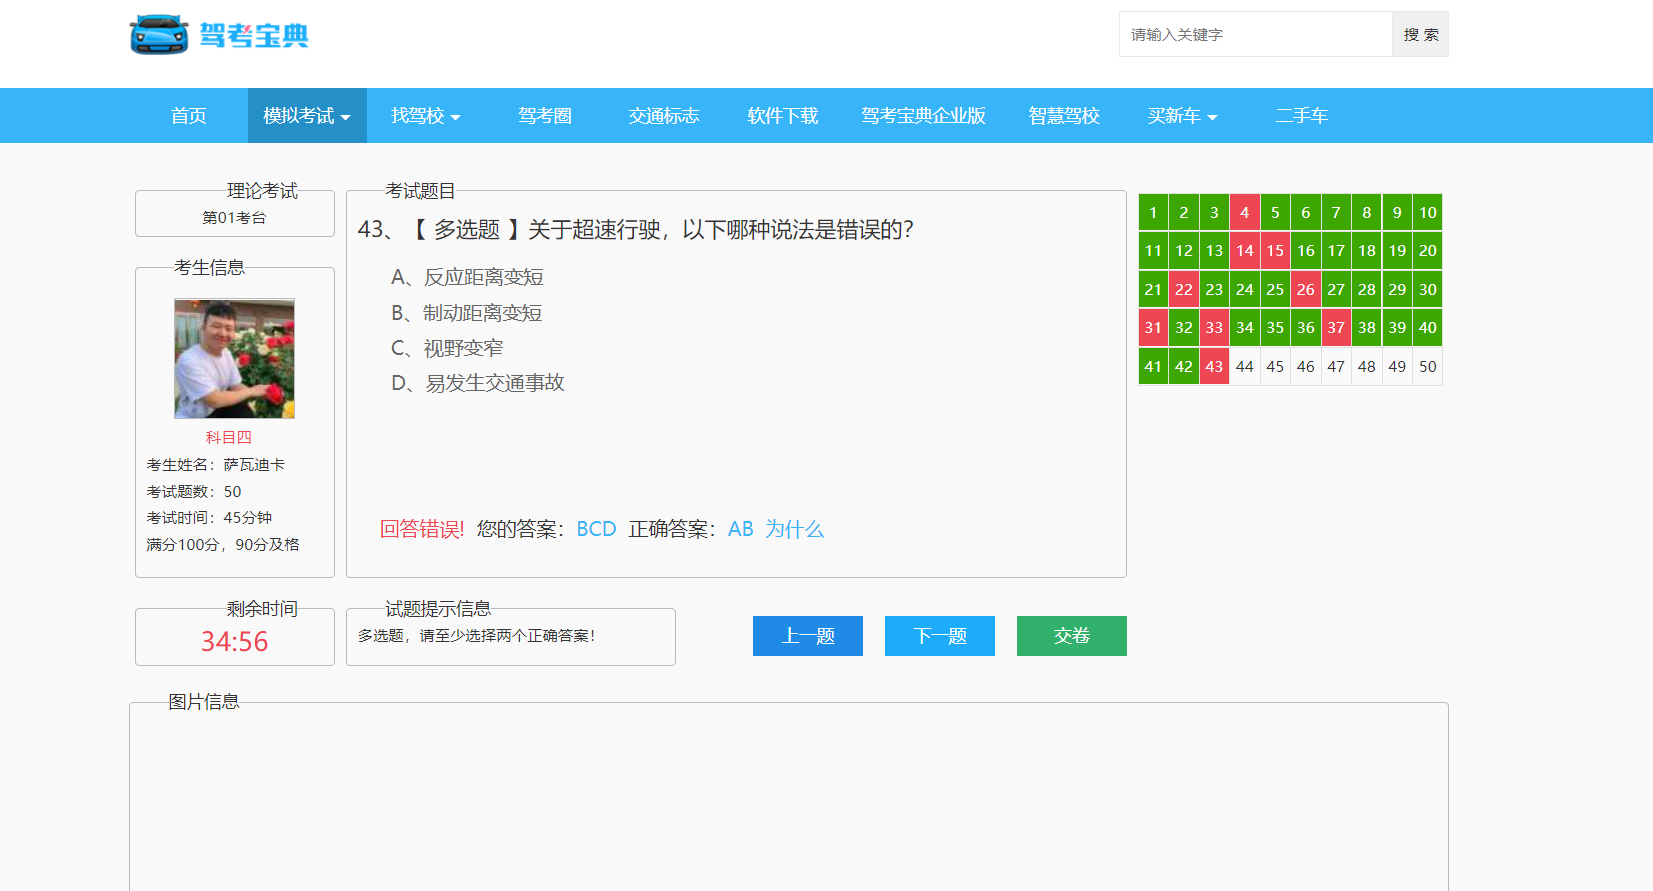 驾考宝典
请输入关键字
搜 索
首页 模拟考试 找驾校 驾考圈 交通标志 软件下载 驾考宝典企业版 智慧驾校 买新车 二手车
理论考试
第01考台
考生信息
科目四
考生姓名：萨瓦迪卡
考试题数：50
考试时间：45分钟
满分100分，90分及格
考试题目
43、【 多选题 】关于超速行驶，以下哪种说法是错误的？
A、反应距离变短
B、制动距离变短
C、视野变窄
D、易发生交通事故
回答错误! 您的答案：BCD 正确答案：AB 为什么
1 2 3 4 5 6 7 8 9 10
11 12 13 14 15 16 17 18 19 20
21 22 23 24 25 26 27 28 29 30
31 32 33 34 35 36 37 38 39 40
41 42 43 44 45 46 47 48 49 50
剩余时间
34:56
试题提示信息
多选题，请至少选择两个正确答案！
上一题 下一题 交卷
图片信息